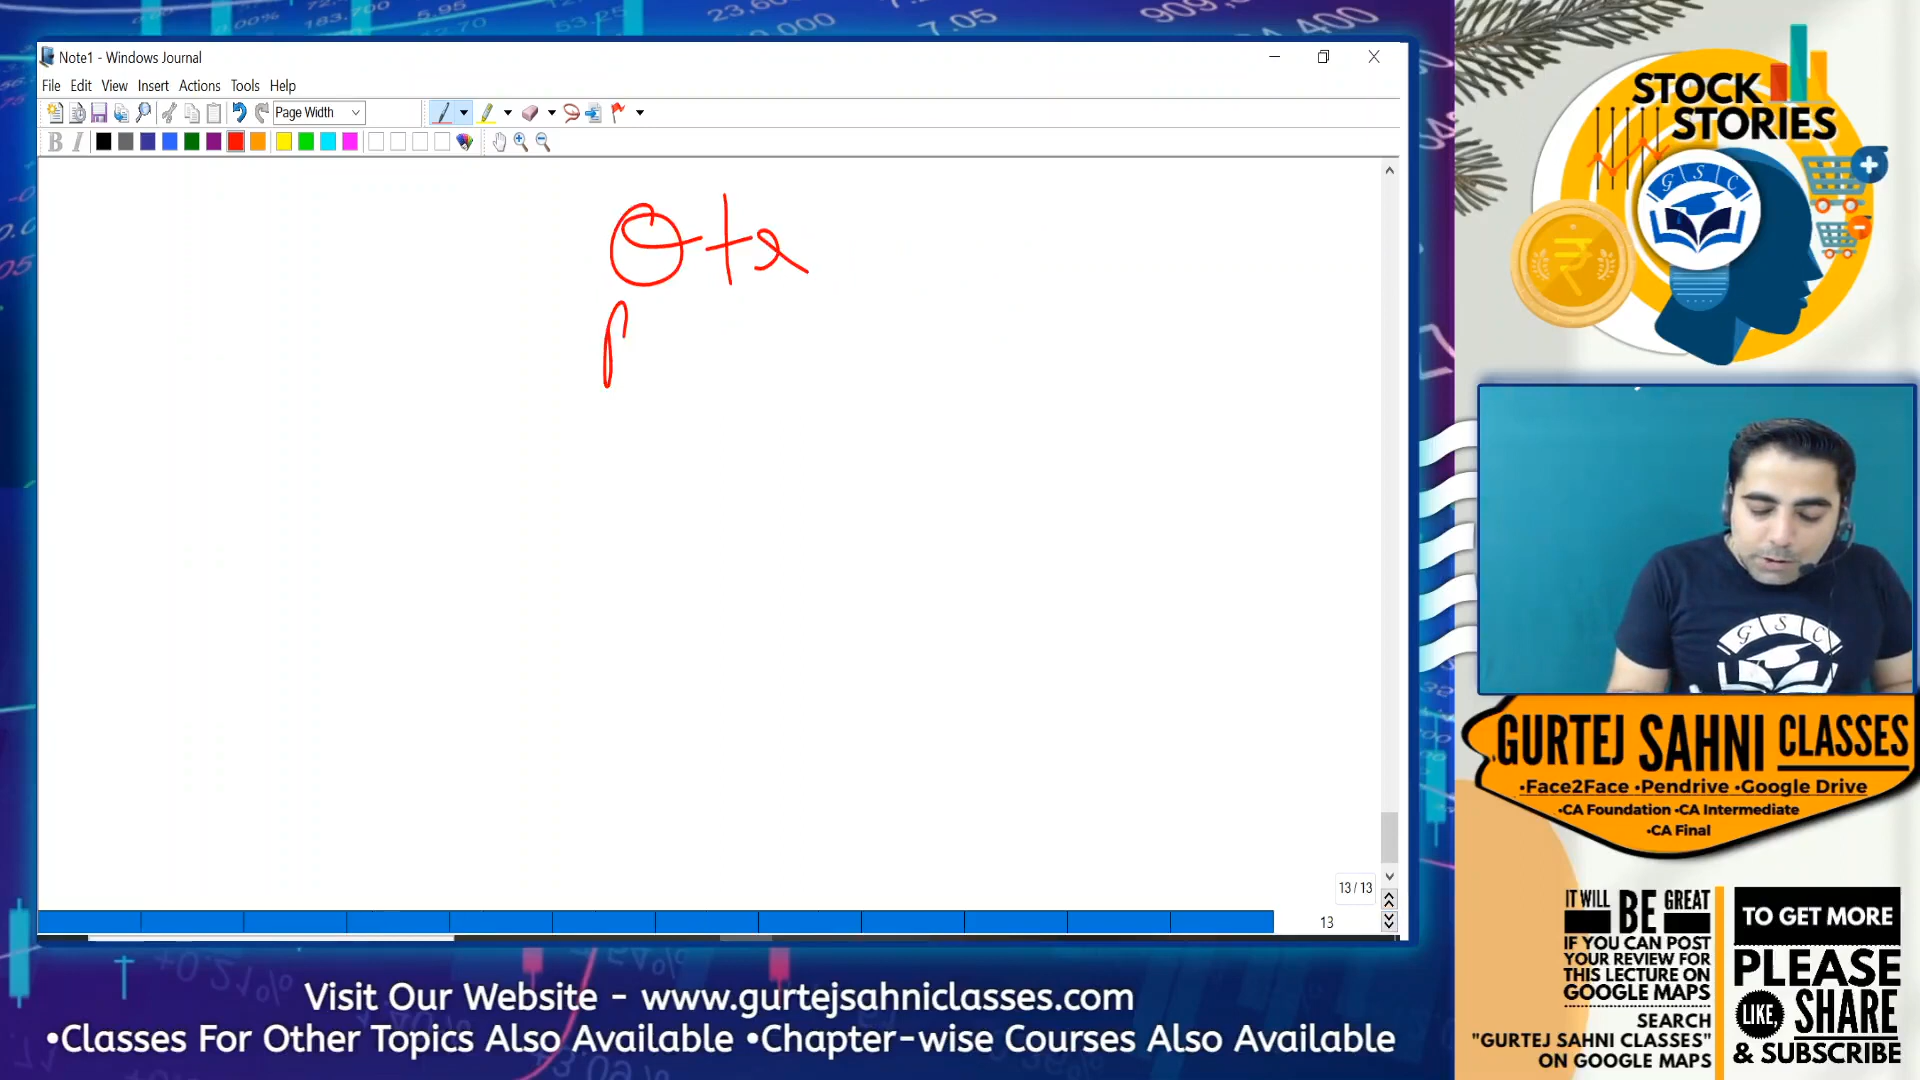 Note1 - Windows Journal
File Edit View Insert Actions Tools Help
Page Width
B I
13 / 13
13
STOCK
STORIES
G S C
G S C
GURTEJ SAHNI CLASSES
•Face2Face •Pendrive •Google Drive
•CA Foundation •CA Intermediate
•CA Final
IT WILL BE GREAT
IF YOU CAN POST
YOUR REVIEW FOR
THIS LECTURE ON
GOOGLE MAPS
SEARCH
"GURTEJ SAHNI CLASSES"
ON GOOGLE MAPS
TO GET MORE
PLEASE
LIKE, SHARE
& SUBSCRIBE
Visit Our Website - www.gurtejsahniclasses.com
•Classes For Other Topics Also Available •Chapter-wise Courses Also Available